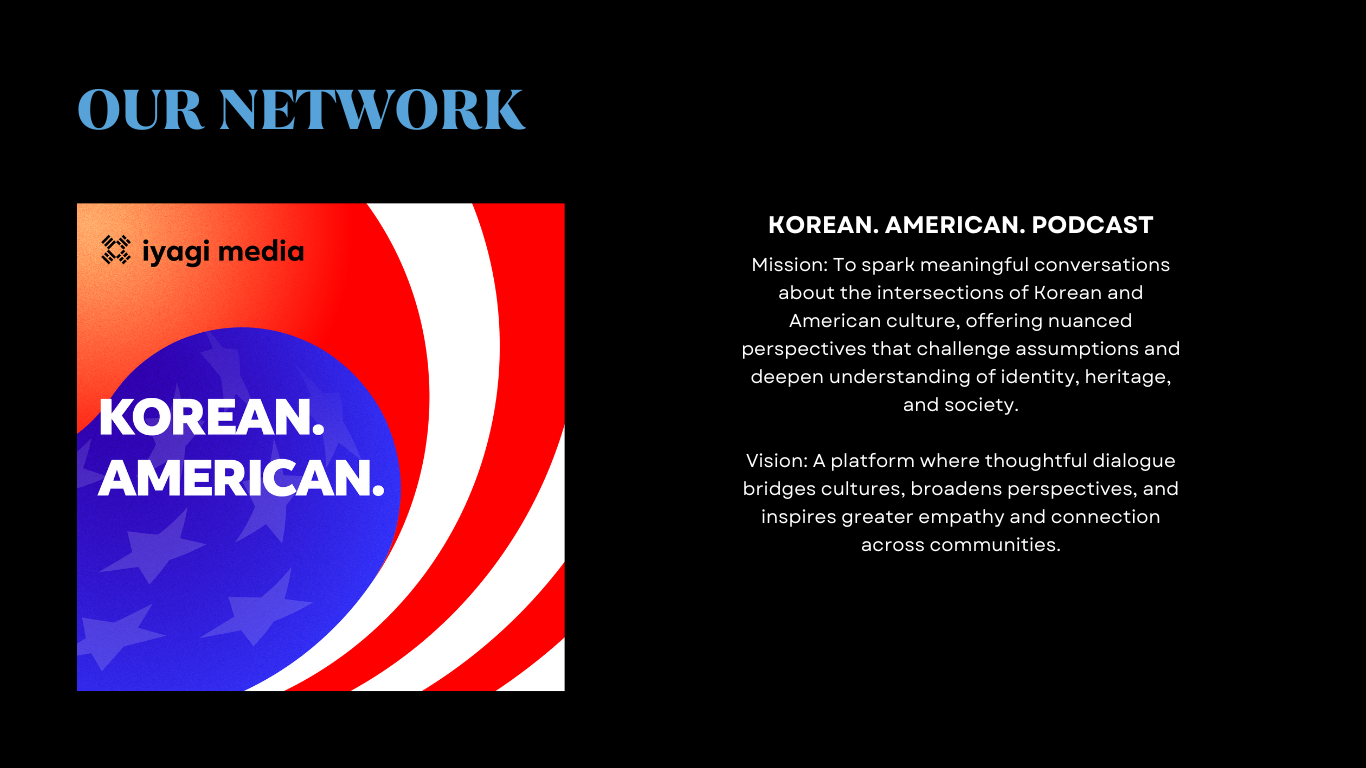 OUR NETWORK
iyagi media
KOREAN.
AMERICAN.
KOREAN. AMERICAN. PODCAST
Mission: To spark meaningful conversations
about the intersections of Korean and
American culture, offering nuanced
perspectives that challenge assumptions and
deepen understanding of identity, heritage,
and society.
Vision: A platform where thoughtful dialogue
bridges cultures, broadens perspectives, and
inspires greater empathy and connection
across communities.